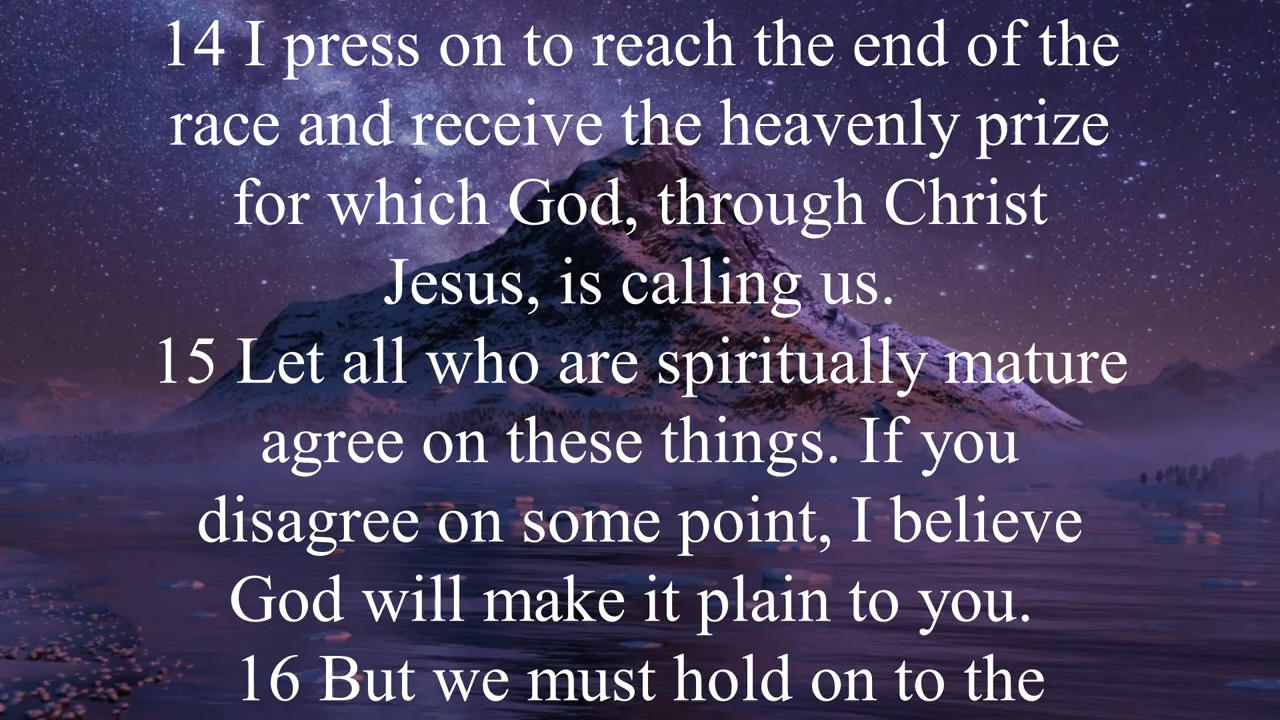 14 I press on to reach the end of the
race and receive the heavenly prize
for which God, through Christ
Jesus, is calling us.
15 Let all who are spiritually mature
agree on these things. If you
disagree on some point, I believe
God will make it plain to you.
16 But we must hold on to the